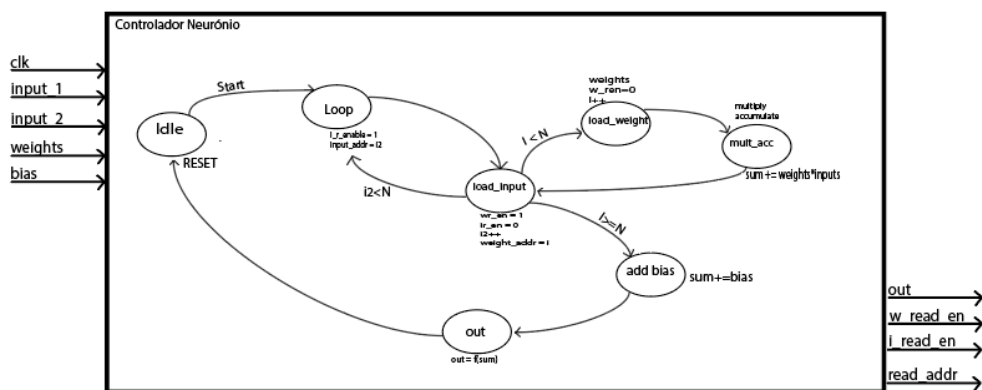 Controlador Neurónio
clk
input_1
input_2
weights
bias
Idle
RESET
Start
Loop
i_r_enable = 1
input_addr = i2
i2<N
load_input
wr_en = 1
ir_en = 0
i2++
weight_addr = i
I < N
weights
w_ren=0
i++
load_weight
multiply
accumulate
mult_acc
sum+= weights*inputs
I>=N
add bias
sum+=bias
out
out = f(sum)
out
w_read_en
i_read_en
read_addr